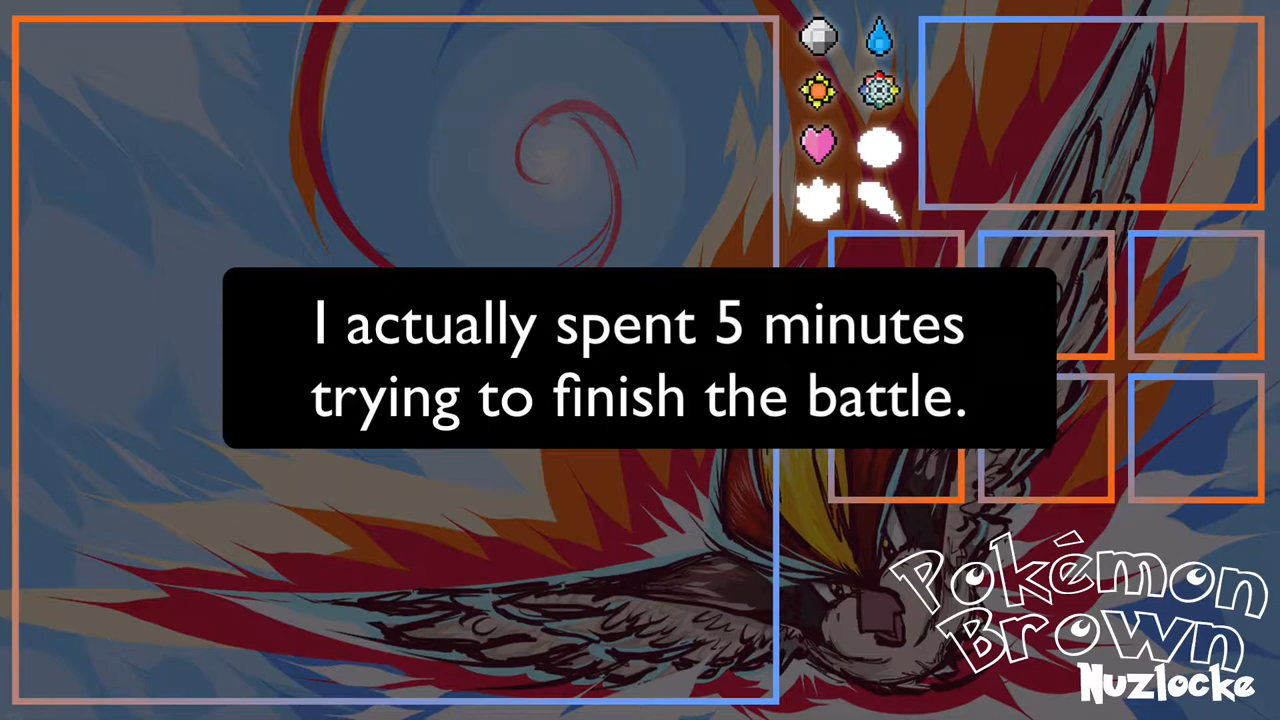 I actually spent 5 minutes
trying to finish the battle.
Pokémon
Brown
Nuzlocke